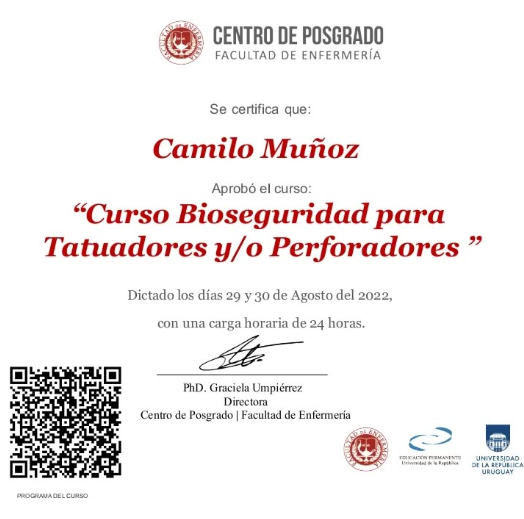 CENTRO DE POSGRADO
FACULTAD DE ENFERMERÍA
Se certifica que:
Camilo Muñoz
Aprobó el curso:
“Curso Bioseguridad para
Tatuadores y/o Perforadores ”
Dictado los días 29 y 30 de Agosto del 2022,
con una carga horaria de 24 horas.
PhD. Graciela Umpiérrez
Directora
Centro de Posgrado | Facultad de Enfermería
EDUCACIÓN PERMANENTE
Universidad de la República
UNIVERSIDAD
DE LA REPÚBLICA
URUGUAY
PROGRAMA DEL CURSO